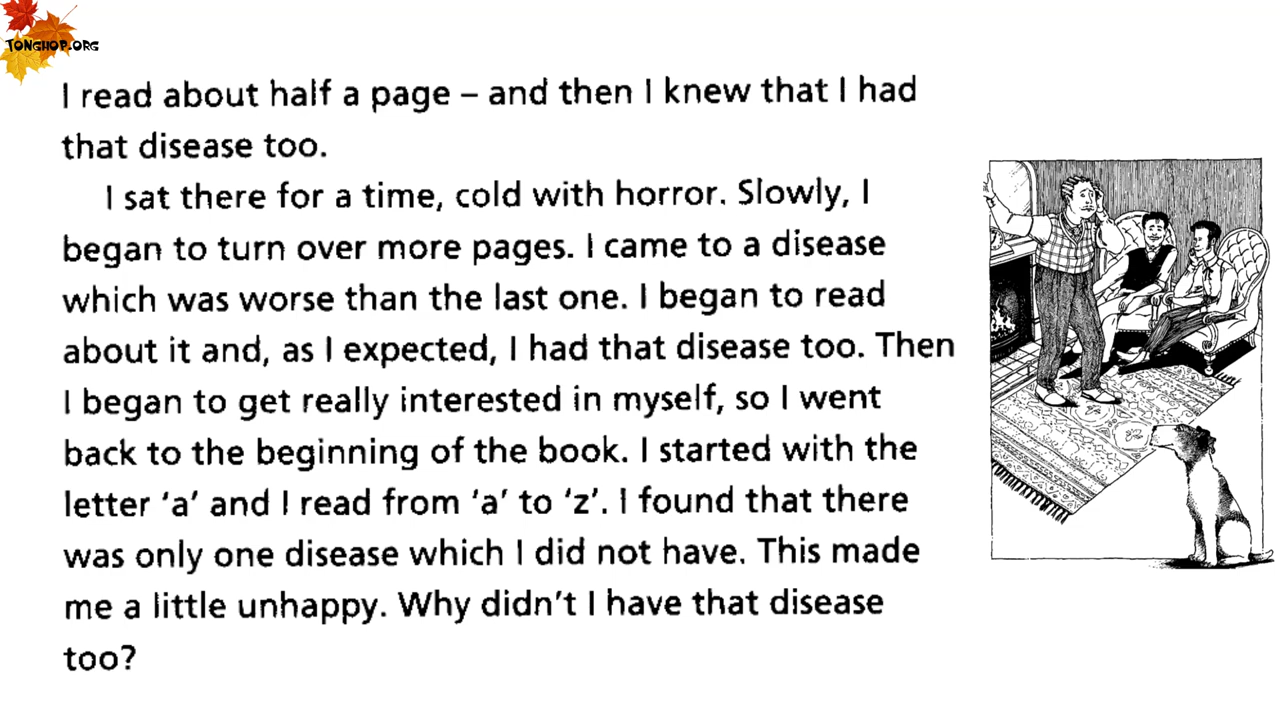 TONGHOP.ORG
I read about half a page – and then I knew that I had
that disease too.
I sat there for a time, cold with horror. Slowly, I
began to turn over more pages. I came to a disease
which was worse than the last one. I began to read
about it and, as I expected, I had that disease too. Then
I began to get really interested in myself, so I went
back to the beginning of the book. I started with the
letter ‘a’ and I read from ‘a’ to ‘z’. I found that there
was only one disease which I did not have. This made
me a little unhappy. Why didn’t I have that disease
too?